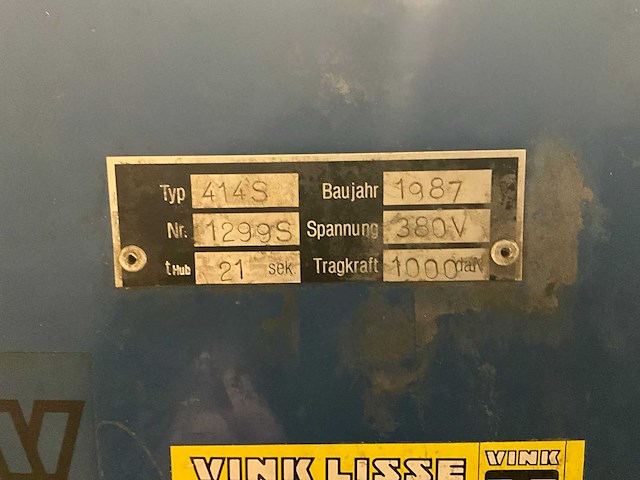 Typ 414S Baujahr 1987
Nr. 1299S Spannung 380V
tHub 21 sek Tragkraft 1000 daN
VINK LISSE VINK